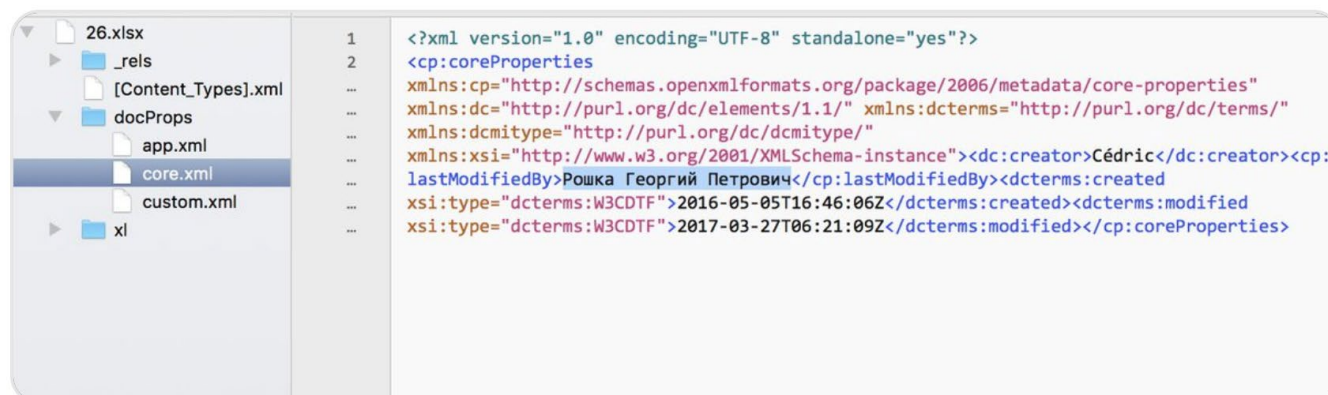 26.xlsx
_rels
[Content_Types].xml
docProps
app.xml
core.xml
custom.xml
xl
1
2
...
...
...
...
...
...
...
<?xml version="1.0" encoding="UTF-8" standalone="yes"?>
<cp:coreProperties
xmlns:cp="http://schemas.openxmlformats.org/package/2006/metadata/core-properties"
xmlns:dc="http://purl.org/dc/elements/1.1/" xmlns:dcterms="http://purl.org/dc/terms/"
xmlns:dcmitype="http://purl.org/dc/dcmitype/"
xmlns:xsi="http://www.w3.org/2001/XMLSchema-instance"><dc:creator>Cédric</dc:creator><cp:
lastModifiedBy>Рошка Георгий Петрович</cp:lastModifiedBy><dcterms:created
xsi:type="dcterms:W3CDTF">2016-05-05T16:46:06Z</dcterms:created><dcterms:modified
xsi:type="dcterms:W3CDTF">2017-03-27T06:21:09Z</dcterms:modified></cp:coreProperties>